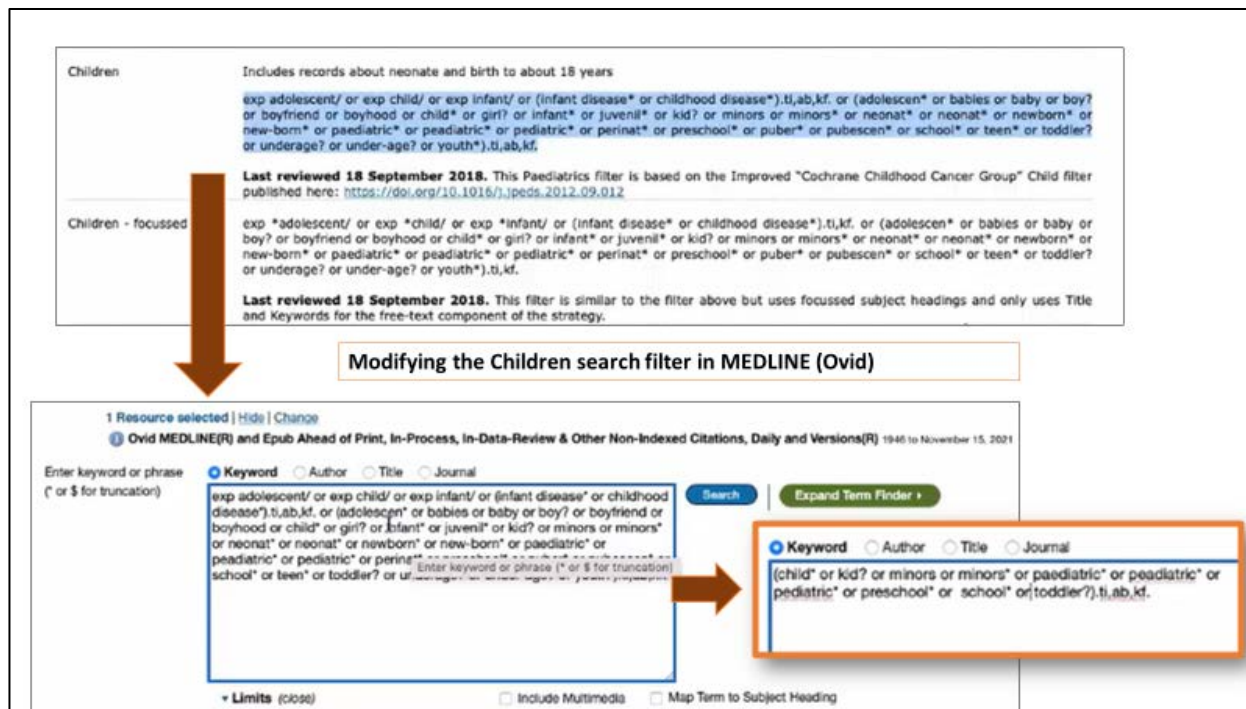 Children
Includes records about neonate and birth to about 18 years
exp adolescent/ or exp child/ or exp infant/ or (infant disease* or childhood disease*).ti,ab,kf. or (adolescen* or babies or baby or boy?
or boyfriend or boyhood or child* or girl? or infant* or juvenil* or kid? or minors or minors* or neonat* or neonat* or newborn* or
new-born* or paediatric* or peadiatric* or pediatric* or perinat* or preschool* or puber* or pubescen* or school* or teen* or toddler?
or underage? or under-age? or youth*).ti,ab,kf.
Last reviewed 18 September 2018. This Paediatrics filter is based on the Improved "Cochrane Childhood Cancer Group" Child filter
published here: https://doi.org/10.1016/j.jpeds.2012.09.012
Children - focussed
exp *adolescent/ or exp *child/ or exp *infant/ or (infant disease* or childhood disease*).ti,kf. or (adolescen* or babies or baby or
boy? or boyfriend or boyhood or child* or girl? or infant* or juvenil* or kid? or minors or minors* or neonat* or neonat* or newborn* or
new-born* or paediatric* or peadiatric* or pediatric* or perinat* or preschool* or puber* or pubescen* or school* or teen* or toddler?
or underage? or under-age? or youth*).ti,kf.
Last reviewed 18 September 2018. This filter is similar to the filter above but uses focussed subject headings and only uses Title
and Keywords for the free-text component of the strategy.
Modifying the Children search filter in MEDLINE (Ovid)
1 Resource selected | Hide | Change
Ovid MEDLINE(R) and Epub Ahead of Print, In-Process, In-Data-Review & Other Non-Indexed Citations, Daily and Versions(R) 1946 to November 15, 2021
Enter keyword or phrase
(* or $ for truncation)
Keyword Author Title Journal
exp adolescent/ or exp child/ or exp infant/ or (infant disease* or childhood
disease*).ti,ab,kf. or (adolescen* or babies or baby or boy? or boyfriend or
boyhood or child* or girl? or infant* or juvenil* or kid? or minors or minors*
or neonat* or neonat* or newborn* or new-born* or paediatric* or
peadiatric* or pediatric* or
school* or teen* or toddler? or
Enter keyword or phrase (* or $ for truncation)
Search
Expand Term Finder
Keyword Author Title Journal
(child* or kid? or minors or minors* or paediatric* or peadiatric* or
pediatric* or preschool* or school* or toddler?).ti,ab,kf.
Limits (close)
Include Multimedia
Map Term to Subject Heading